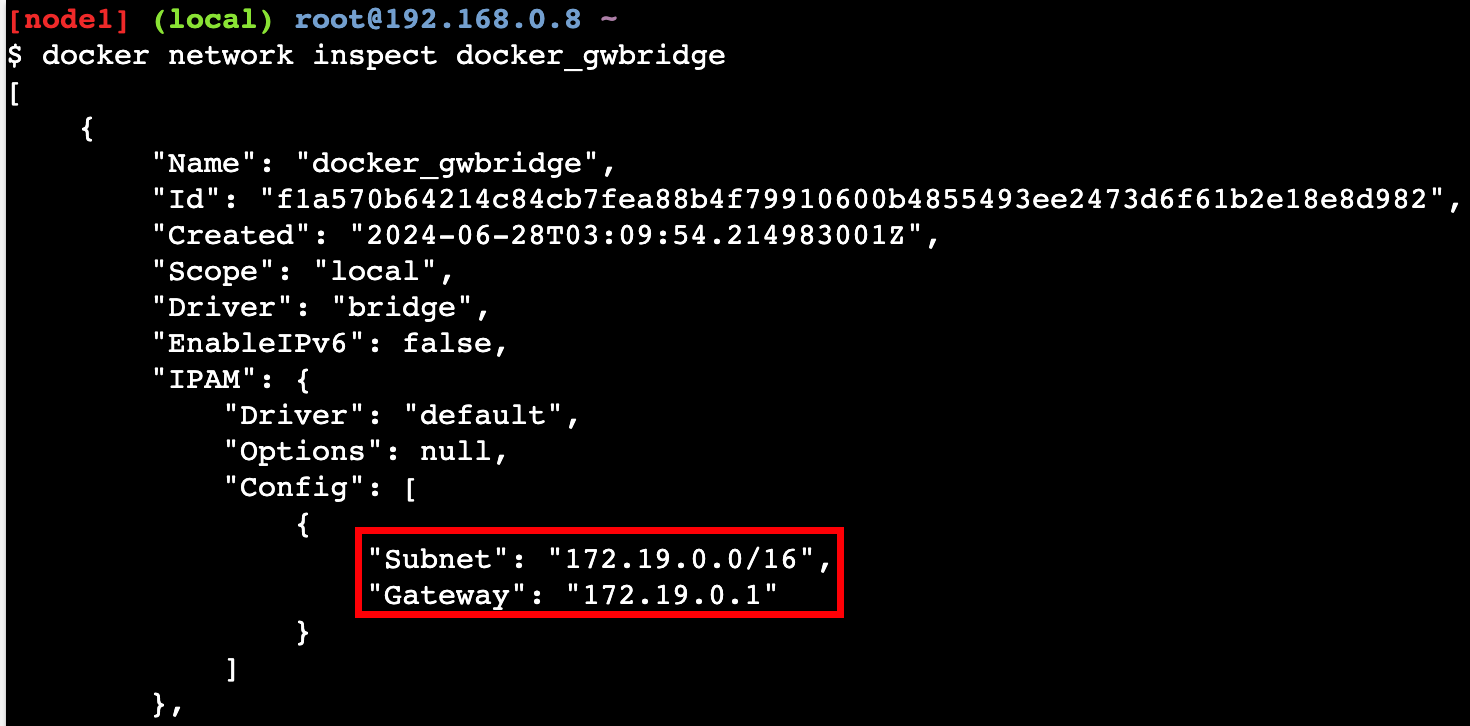 [node1] (local) root@192.168.0.8 ~
$ docker network inspect docker_gwbridge
[
    {
        "Name": "docker_gwbridge",
        "Id": "f1a570b64214c84cb7fea88b4f79910600b4855493ee2473d6f61b2e18e8d982",
        "Created": "2024-06-28T03:09:54.214983001Z",
        "Scope": "local",
        "Driver": "bridge",
        "EnableIPv6": false,
        "IPAM": {
            "Driver": "default",
            "Options": null,
            "Config": [
                {
                    "Subnet": "172.19.0.0/16",
                    "Gateway": "172.19.0.1"
                }
            ]
        },